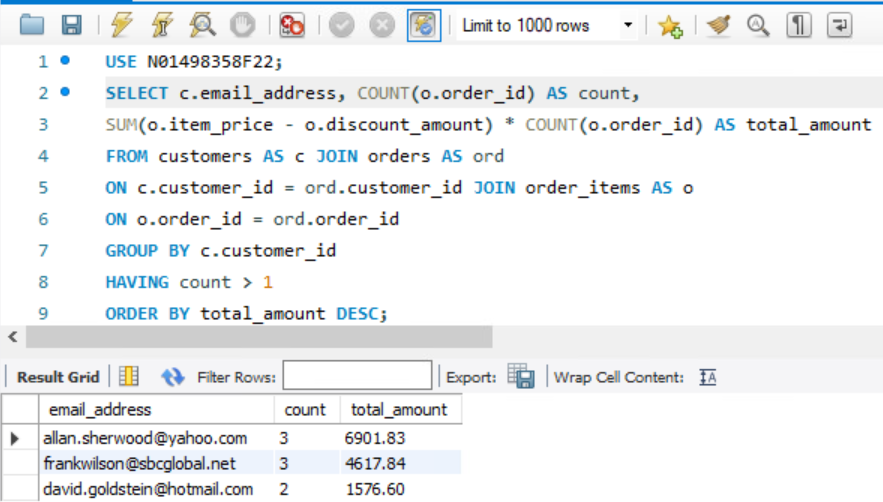 Limit to 1000 rows
1 USE N01498358F22;
2 SELECT c.email_address, COUNT(o.order_id) AS count,
3 SUM(o.item_price - o.discount_amount) * COUNT(o.order_id) AS total_amount
4 FROM customers AS c JOIN orders AS ord
5 ON c.customer_id = ord.customer_id JOIN order_items AS o
6 ON o.order_id = ord.order_id
7 GROUP BY c.customer_id
8 HAVING count > 1
9 ORDER BY total_amount DESC;
Result Grid Filter Rows: Export: Wrap Cell Content: IA
email_address count total_amount
allan.sherwood@yahoo.com 3 6901.83
frankwilson@sbcglobal.net 3 4617.84
david.goldstein@hotmail.com 2 1576.60